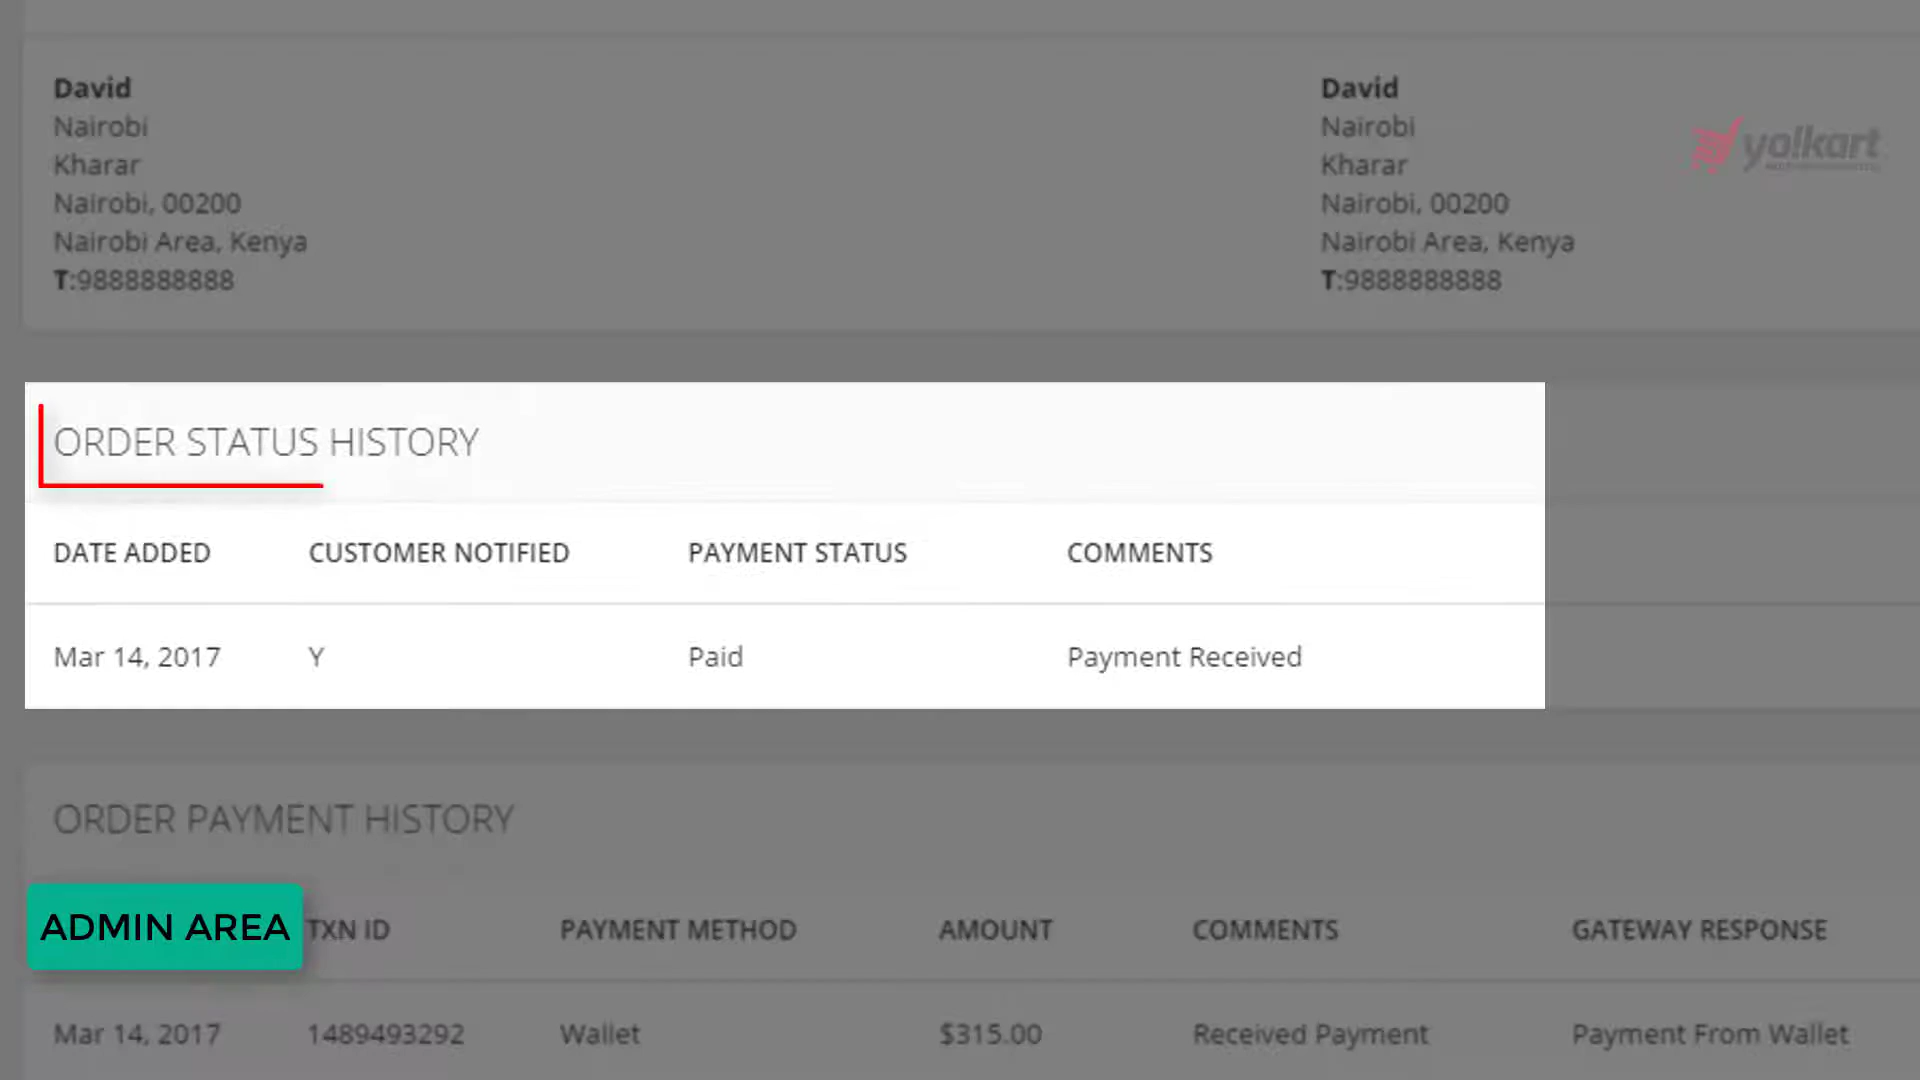 David
Nairobi
Kharar
Nairobi, 00200
Nairobi Area, Kenya
T:9888888888
David
Nairobi
Kharar
Nairobi, 00200
Nairobi Area, Kenya
T:9888888888
yo!kart
ORDER STATUS HISTORY
DATE ADDED CUSTOMER NOTIFIED PAYMENT STATUS COMMENTS
Mar 14, 2017 Y Paid Payment Received
ORDER PAYMENT HISTORY
ADMIN AREA TXN ID PAYMENT METHOD AMOUNT COMMENTS GATEWAY RESPONSE
Mar 14, 2017 1489493292 Wallet $315.00 Received Payment Payment From Wallet